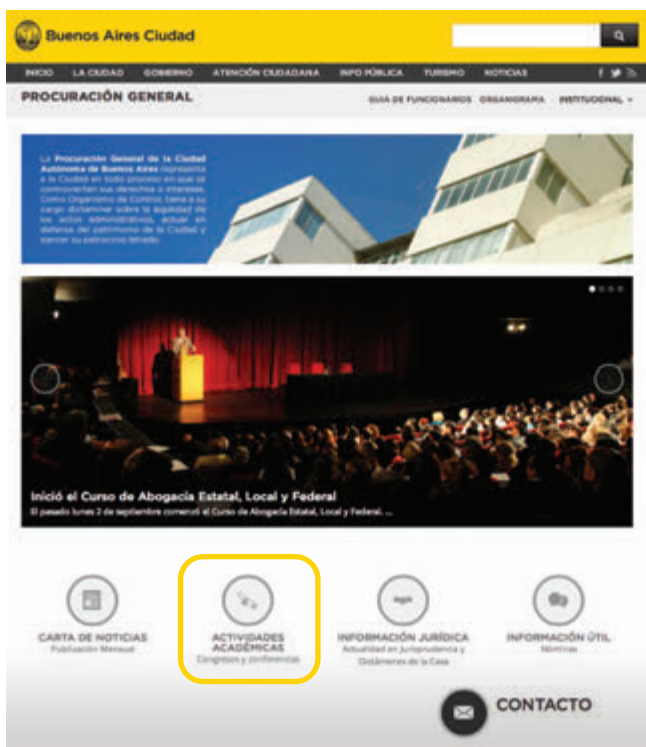 Buenos Aires Ciudad
INICIO LA CIUDAD GOBIERNO ATENCIÓN CIUDADANA INFO PÚBLICA TURISMO NOTICIAS
PROCURACIÓN GENERAL
GUIA DE FUNCIONARIOS ORGANIGRAMA INSTITUCIONAL
La Procuración General de la Ciudad
Autónoma de Buenos Aires representa
a la Ciudad en todo proceso en que se
controviertan sus derechos o intereses.
Como Organismo de Control, tiene a su
cargo dictaminar sobre la legalidad de
los actos administrativos, actuar en
defensa del patrimonio de la Ciudad y
ejercer su patrocinio letrado.
Inició el Curso de Abogacía Estatal, Local y Federal
El pasado lunes 2 de septiembre comenzó el Curso de Abogacía Estatal, Local y Federal. ...
CARTA DE NOTICIAS
Publicación Mensual
ACTIVIDADES
ACADÉMICAS
Congresos y conferencias
INFORMACIÓN JURÍDICA
Actualidad en Jurisprudencia y
Dictámenes de la Casa
INFORMACIÓN ÚTIL
Nóminas
CONTACTO